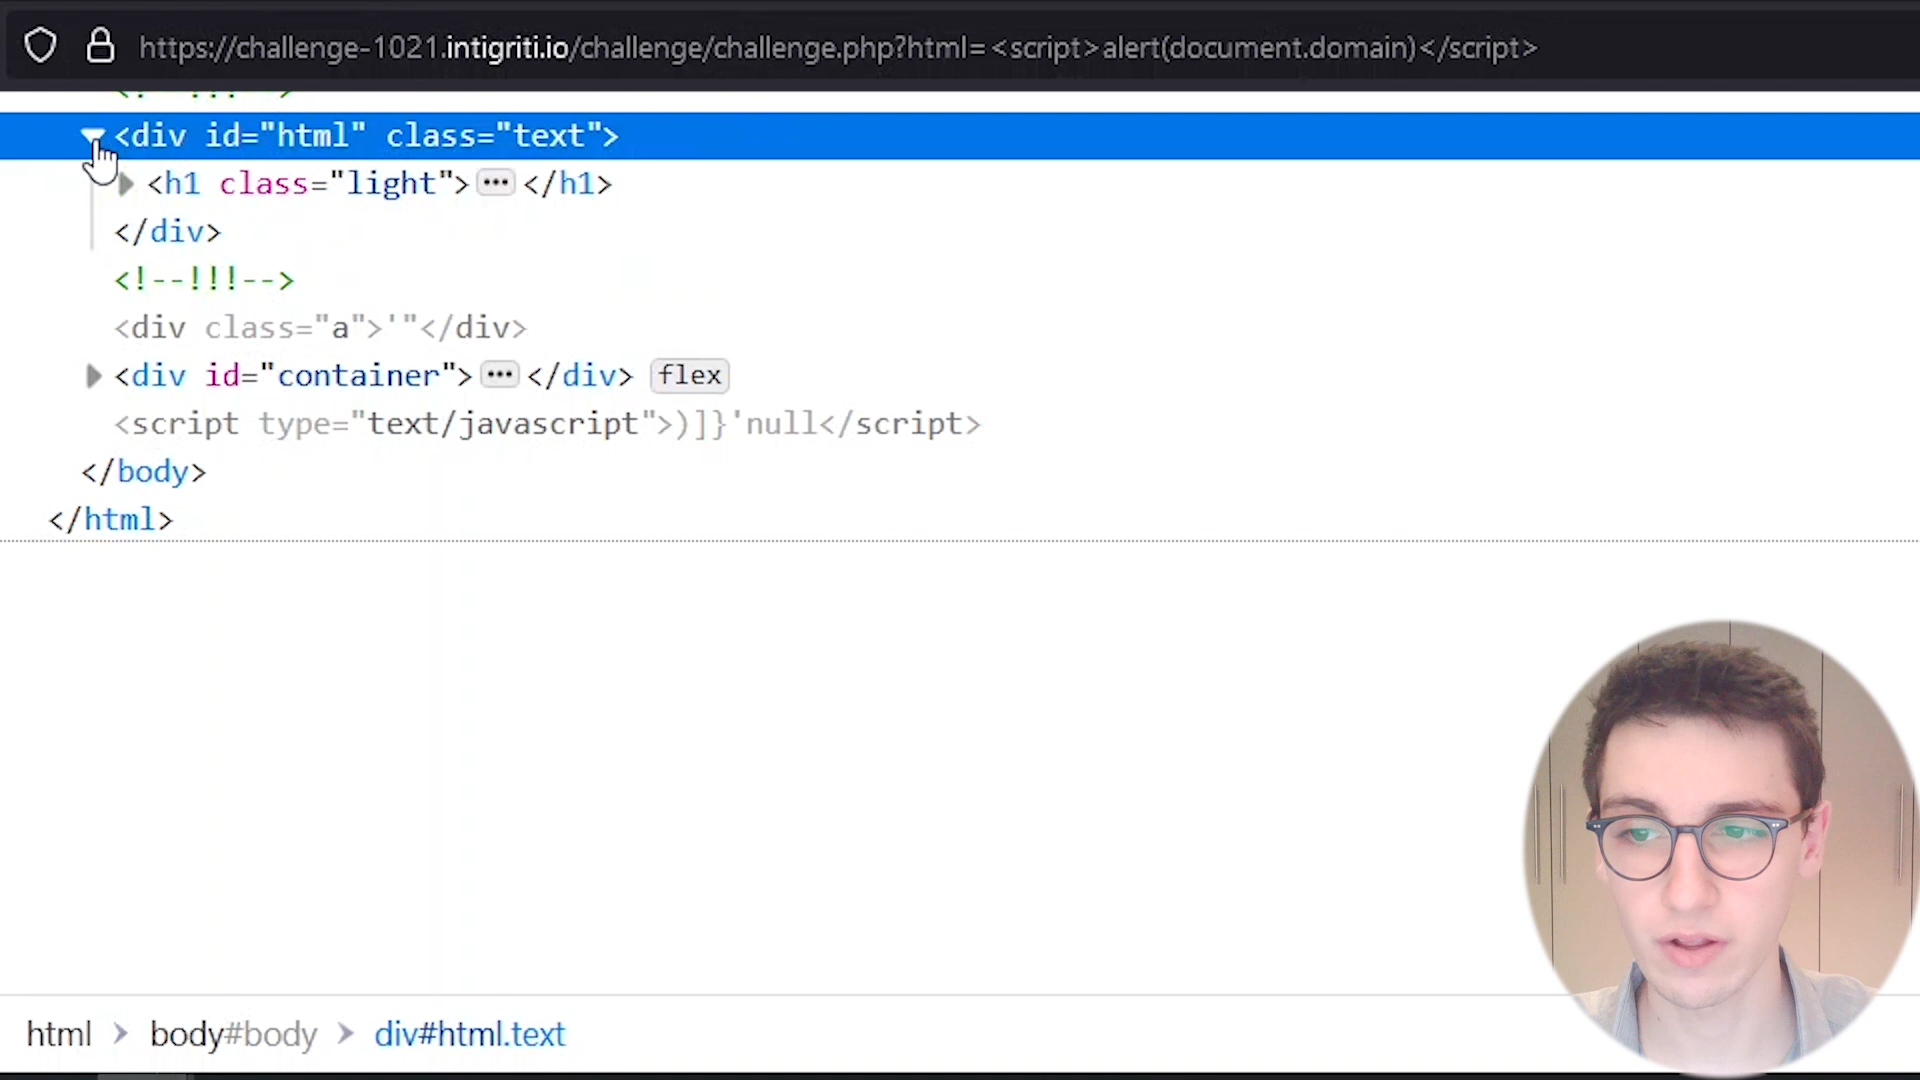 https://challenge-1021.intigriti.io/challenge/challenge.php?html=<script>alert(document.domain)</script>
<!--!!!-->
<div id="html" class="text">
<h1 class="light">•••</h1>
</div>
<!--!!!-->
<div class="a">'"</div>
<div id="container">•••</div> flex
<script type="text/javascript">)]}'null</script>
</body>
</html>
html > body#body > div#html.text